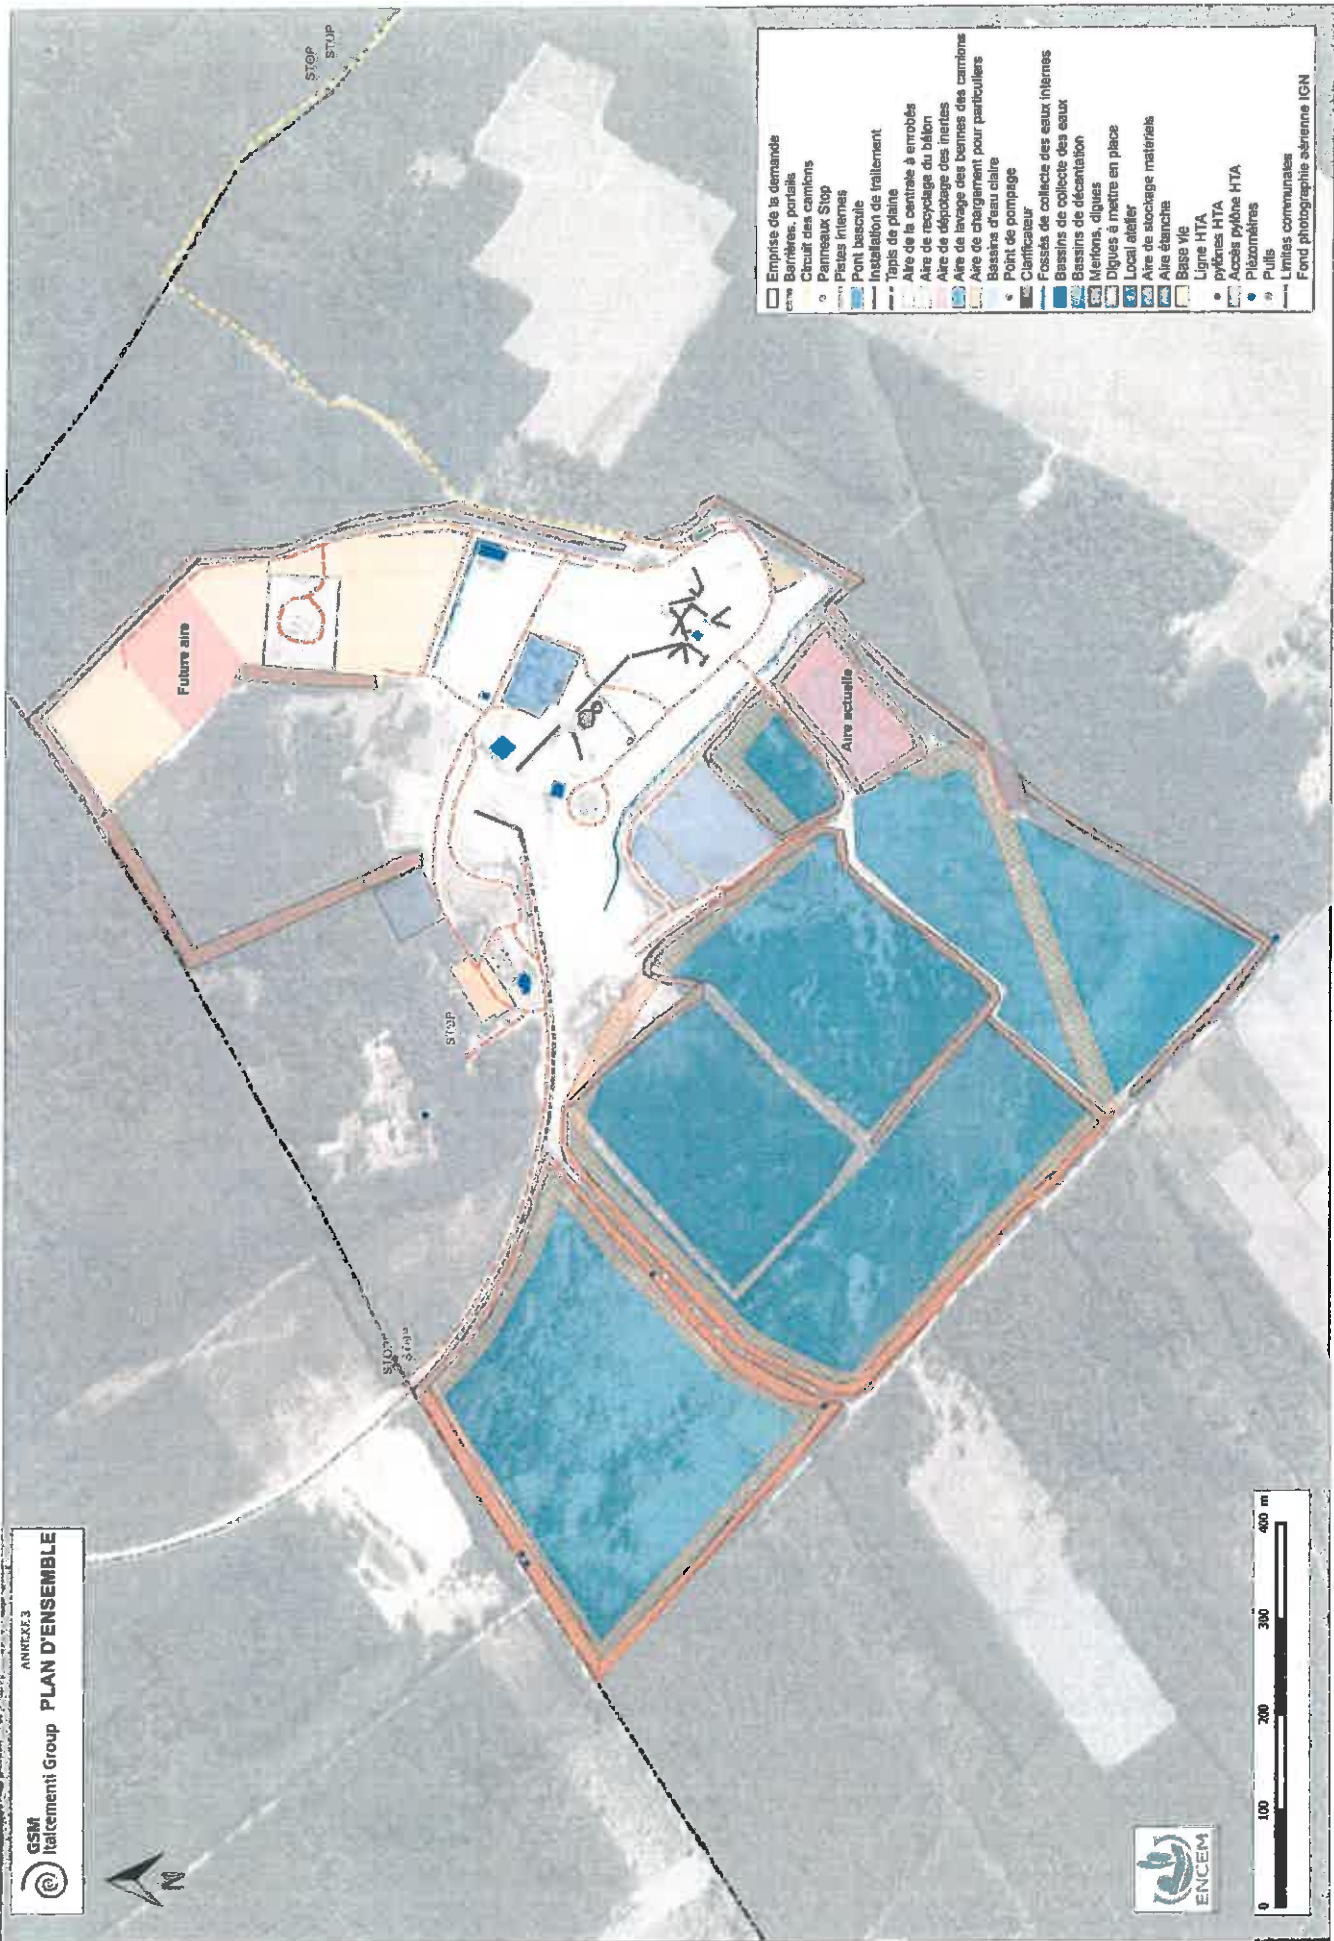 ANNEXE 3
GSM
Italcementi Group
PLAN D'ENSEMBLE
N
STOP
STOP
Future aire
STOP
STOP
STOP
Aire actuelle
Emprise de la demande
Barrières, portails
Circuit des camions
Panneaux Stop
Pistes internes
Pont bascule
Installation de traitement
Tapis de plaine
Aire de la centrale à enrobés
Aire de recyclage du béton
Aire de dépotage des inertes
Aire de lavage des bennes des camions
Aire de chargement pour particuliers
Bassins d'eau claire
Point de pompage
Clarificateur
Fossés de collecte des eaux internes
Bassins de collecte des eaux
Bassins de décantation
Merlons, digues
Digues à mettre en place
Local atelier
Aire de stockage matériels
Aire étanche
Base vie
Ligne HTA
pylônes HTA
Accès pylône HTA
Piézomètres
Puits
Limites communales
Fond photographie aérienne IGN
ENCEM
0 100 200 300 400 m